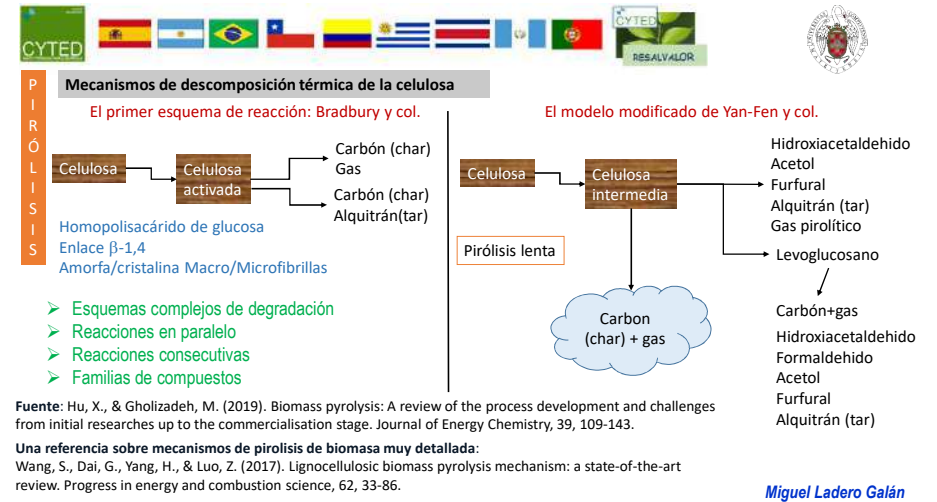 CYTED
CYTED
RESALVALOR
PIRÓLISIS
Mecanismos de descomposición térmica de la celulosa
El primer esquema de reacción: Bradbury y col.
Celulosa
Celulosa
activada
Carbón (char)
Gas
Carbón (char)
Alquitrán(tar)
Homopolisacárido de glucosa
Enlace β-1,4
Amorfa/cristalina Macro/Microfibrillas
Esquemas complejos de degradación
Reacciones en paralelo
Reacciones consecutivas
Familias de compuestos
El modelo modificado de Yan-Fen y col.
Celulosa
Celulosa
intermedia
Pirólisis lenta
Carbon
(char) + gas
Hidroxiacetaldehido
Acetol
Furfural
Alquitrán (tar)
Gas pirolítico
Levoglucosano
Carbón+gas
Hidroxiacetaldehido
Formaldehido
Acetol
Furfural
Alquitrán (tar)
Fuente: Hu, X., & Gholizadeh, M. (2019). Biomass pyrolysis: A review of the process development and challenges
from initial researches up to the commercialisation stage. Journal of Energy Chemistry, 39, 109-143.
Una referencia sobre mecanismos de pirolisis de biomasa muy detallada:
Wang, S., Dai, G., Yang, H., & Luo, Z. (2017). Lignocellulosic biomass pyrolysis mechanism: a state-of-the-art
review. Progress in energy and combustion science, 62, 33-86.
Miguel Ladero Galán